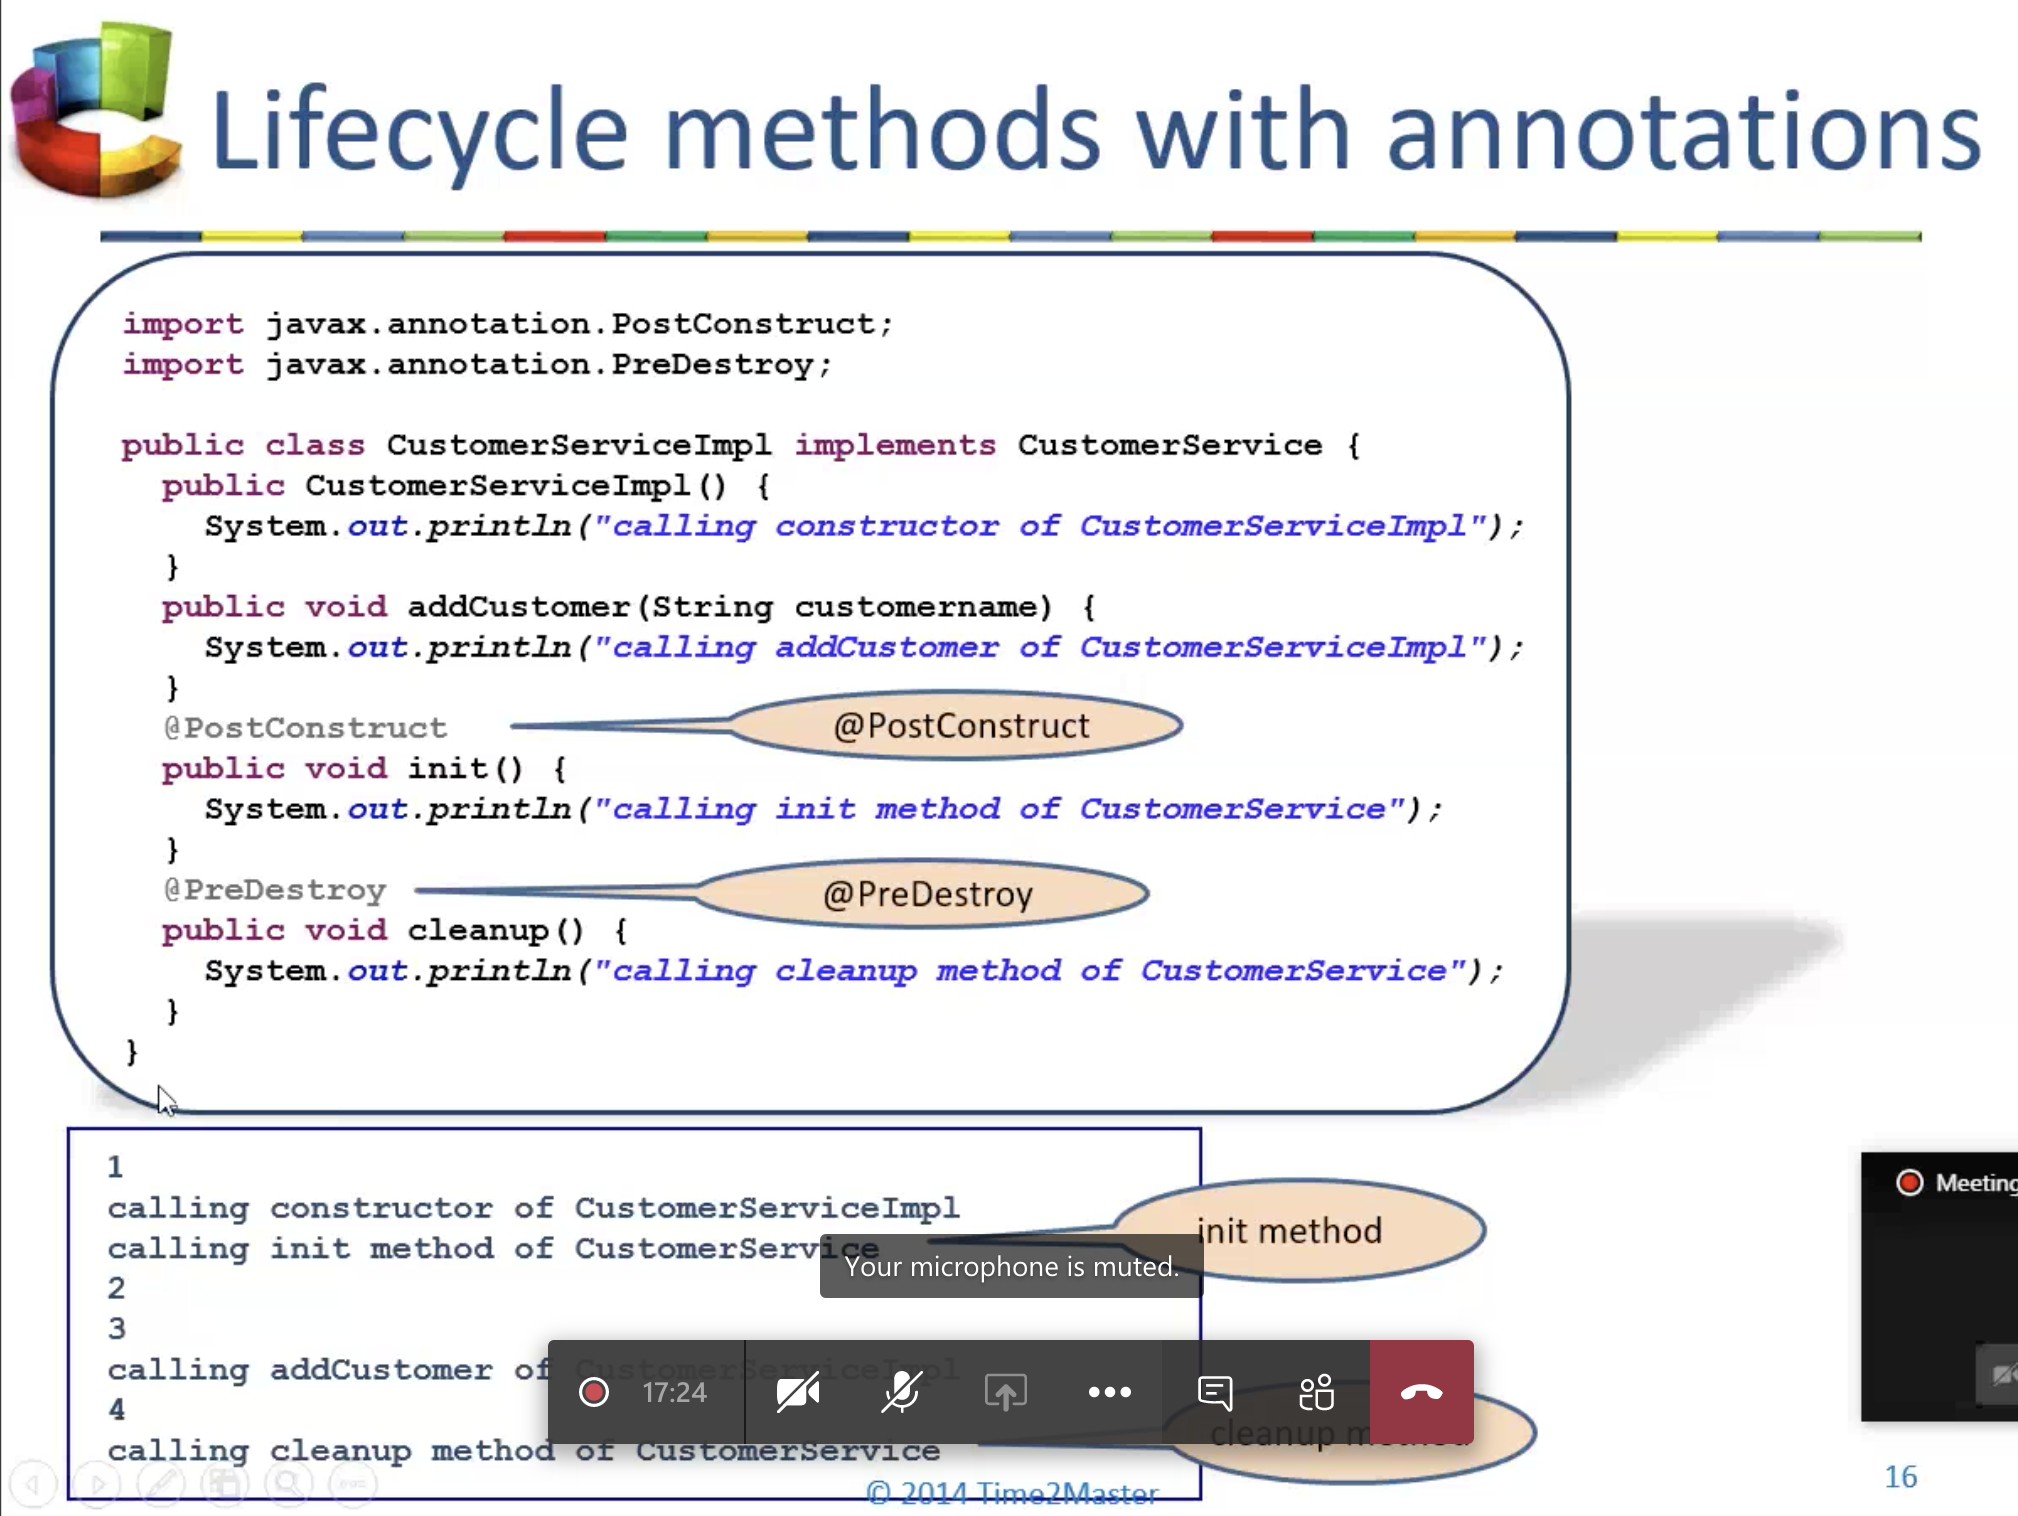 Lifecycle methods with annotations
import javax.annotation.PostConstruct;
import javax.annotation.PreDestroy;
public class CustomerServiceImpl implements CustomerService {
public CustomerServiceImpl() {
System.out.println("calling constructor of CustomerServiceImpl");
}
public void addCustomer(String customername) {
System.out.println("calling addCustomer of CustomerServiceImpl");
}
@PostConstruct
@PostConstruct
public void init() {
System.out.println("calling init method of CustomerService");
}
@PreDestroy
@PreDestroy
public void cleanup() {
System.out.println("calling cleanup method of CustomerService");
}
}
1
calling constructor of CustomerServiceImpl
calling init method of CustomerService
init method
Your microphone is muted.
2
3
calling addCustomer of CustomerServiceImpl
4
calling cleanup method of CustomerService
cleanup method
17:24
Meeting
© 2014 Time2Master
16